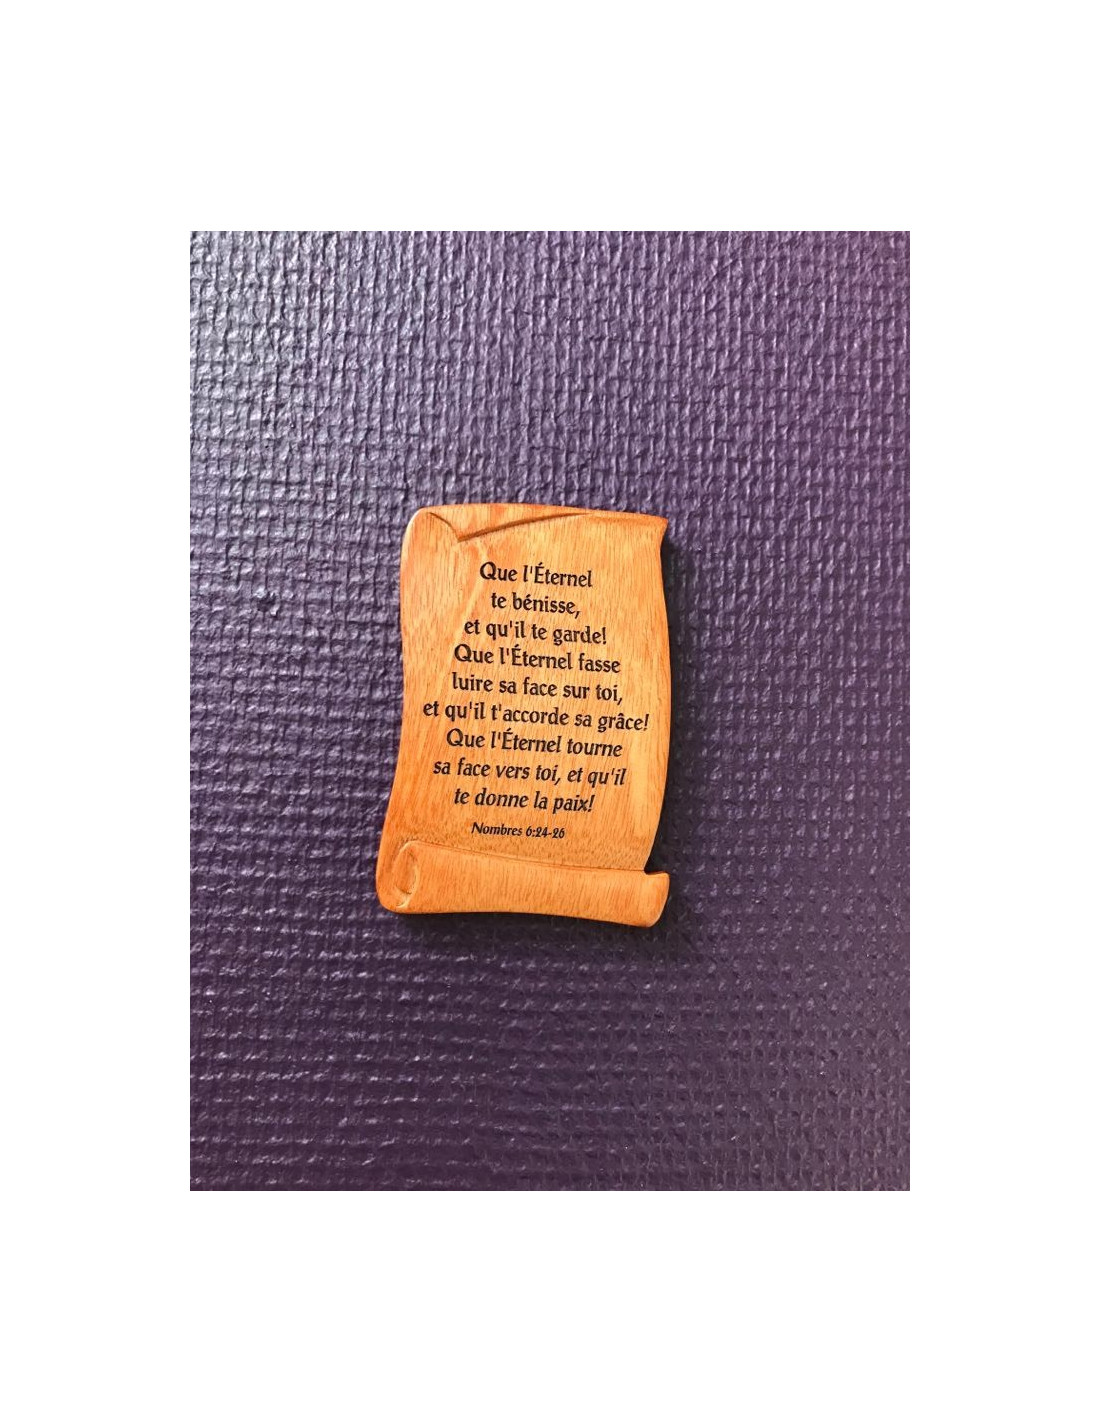 Que l'Éternel
te bénisse,
et qu'il te garde!
Que l'Éternel fasse
luire sa face sur toi,
et qu'il t'accorde sa grâce!
Que l'Éternel tourne
sa face vers toi, et qu'il
te donne la paix!
Nombres 6:24-26